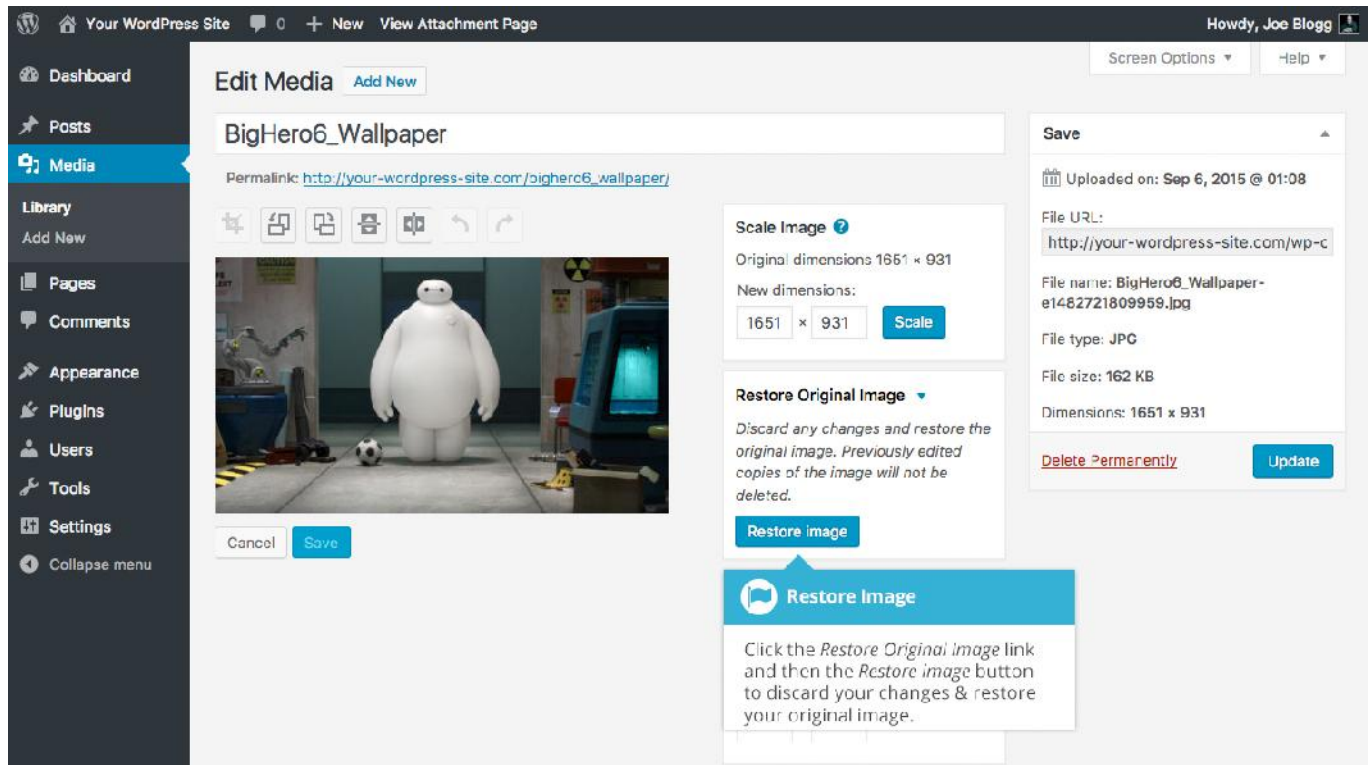 Your WordPress Site 0 + New View Attachment Page Howdy, Joe Blogg
Screen Options Help
Dashboard
Posts
Media
Library
Add New
Pages
Comments
Appearance
Plugins
Users
Tools
Settings
Collapse menu
Edit Media Add New
BigHero6_Wallpaper
Permalink: http://your-wordpress-site.com/bighero6_wallpaper/
Cancel Save
Scale Image ?
Original dimensions 1651 × 931
New dimensions:
1651 × 931 Scale
Restore Original Image
Discard any changes and restore the
original image. Previously edited
copies of the image will not be
deleted.
Restore image
Restore Image
Click the Restore Original Image link
and then the Restore image button
to discard your changes & restore
your original image.
Save
Uploaded on: Sep 6, 2015 @ 01:08
File URL:
http://your-wordpress-site.com/wp-c
File name: BigHero6_Wallpaper-
e1482721809959.jpg
File type: JPG
File size: 162 KB
Dimensions: 1651 x 931
Delete Permanently Update